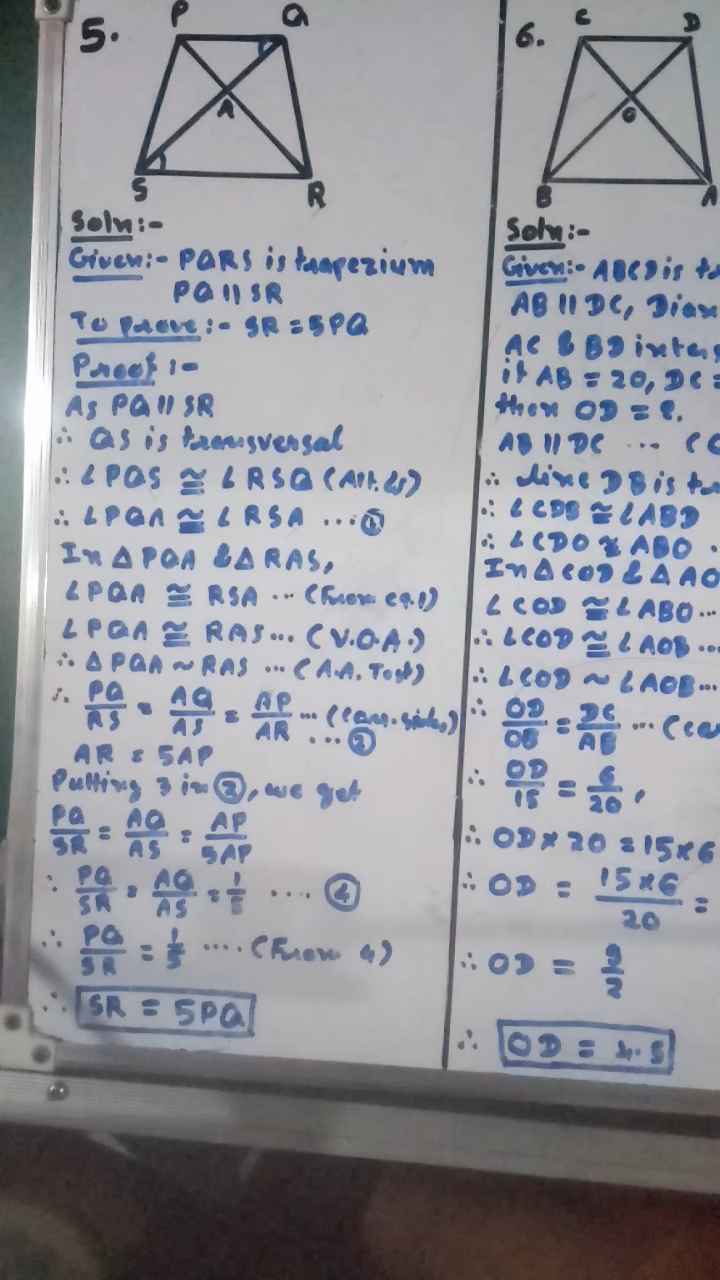 5.
P Q
A
S R
Soln:-
Given:- PQRS is trapezium
PQ || SR
To prove:- SR = 5PQ
Proof:-
As PQ || SR
∴ QS is transversal
∴ ∠PQS ≅ ∠RSQ (Alt. ∠s)
∴ ∠PQA ≅ ∠RSA ... ①
In △PQA & △RAS,
∠PQA ≅ RSA ... (From eq.1)
∠PQA ≅ RAS... (V.O.A.)
∴ △PQA ~ RAS ... (A.A. Test)
∴ PQ/RS = AQ/AS = AP/AR ... (Corr. sides)
... ②
AR = 5AP
Putting 3 in ②, we get
PQ/SR = AQ/AS = AP/5AP
∴ PQ/SR = AQ/AS = 1/5 .... ④
∴ PQ/SR = 1/5 .... (From 4)
∴ SR = 5PQ
6.
C D
O
B A
Soln:-
Given:- ABCD is
AB || DC,
AC & BD
if AB = 20, DC =
then OD = ?.
AB || DC ...
∴ line DB is
∴ ∠CDB ≅ ∠ABD
∴ ∠CDO ≅ ABO .
In △COD & △AO
∠COD ≅ ∠ABO...
∴ ∠COD ≅ ∠AOB...
∴ ∠COD ~ ∠AOB...
∴ OD/OB = DC/AB ...
∴ OD/15 = 6/20,
∴ OD × 20 = 15×6
∴ OD = 15×6/20 =
∴ OD = 9/2
∴ OD = 4.5